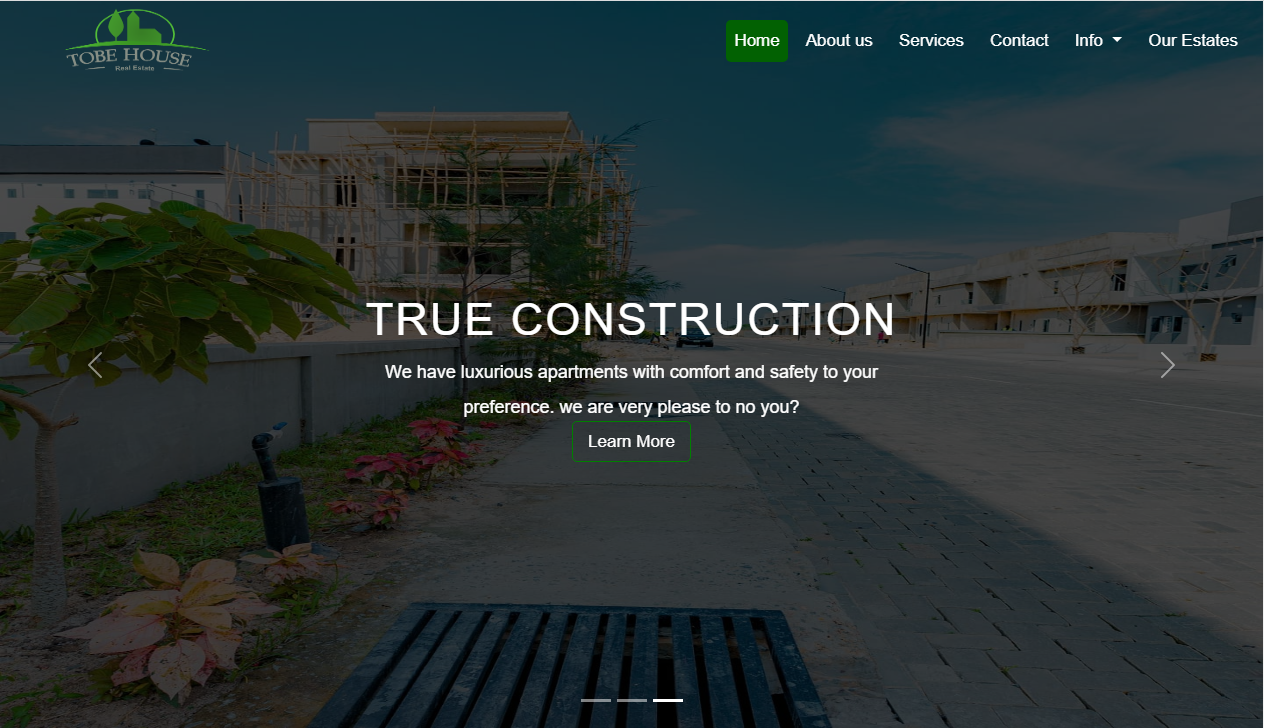 TOBE HOUSE
Real Estate
Home About us Services Contact Info Our Estates
TRUE CONSTRUCTION
We have luxurious apartments with comfort and safety to your
preference. we are very please to no you?
Learn More